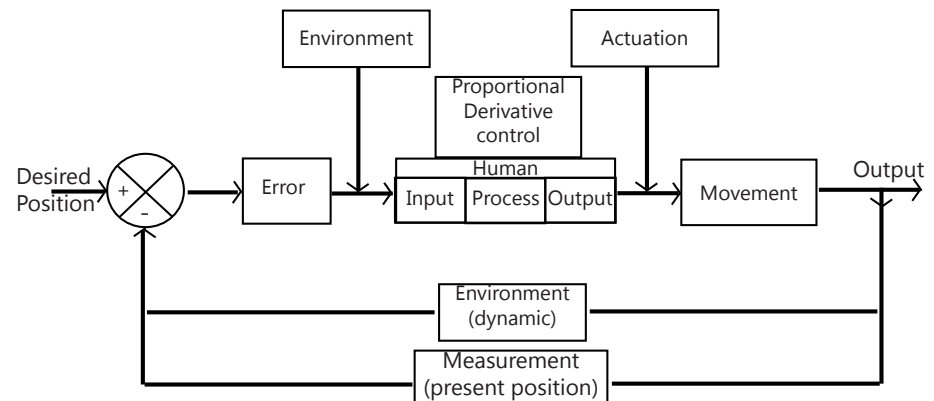 Environment
Actuation
Proportional
Derivative
control
Desired
Position
+
-
Error
Human
Input Process Output
Movement
Output
Environment
(dynamic)
Measurement
(present position)